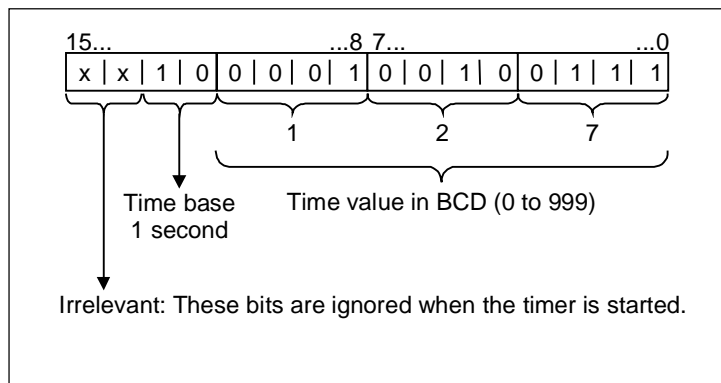 15... ...8 7... ...0
x x 1 0 0 0 0 1 0 0 1 0 0 1 1 1
1 2 7
Time base Time value in BCD (0 to 999)
1 second
Irrelevant: These bits are ignored when the timer is started.